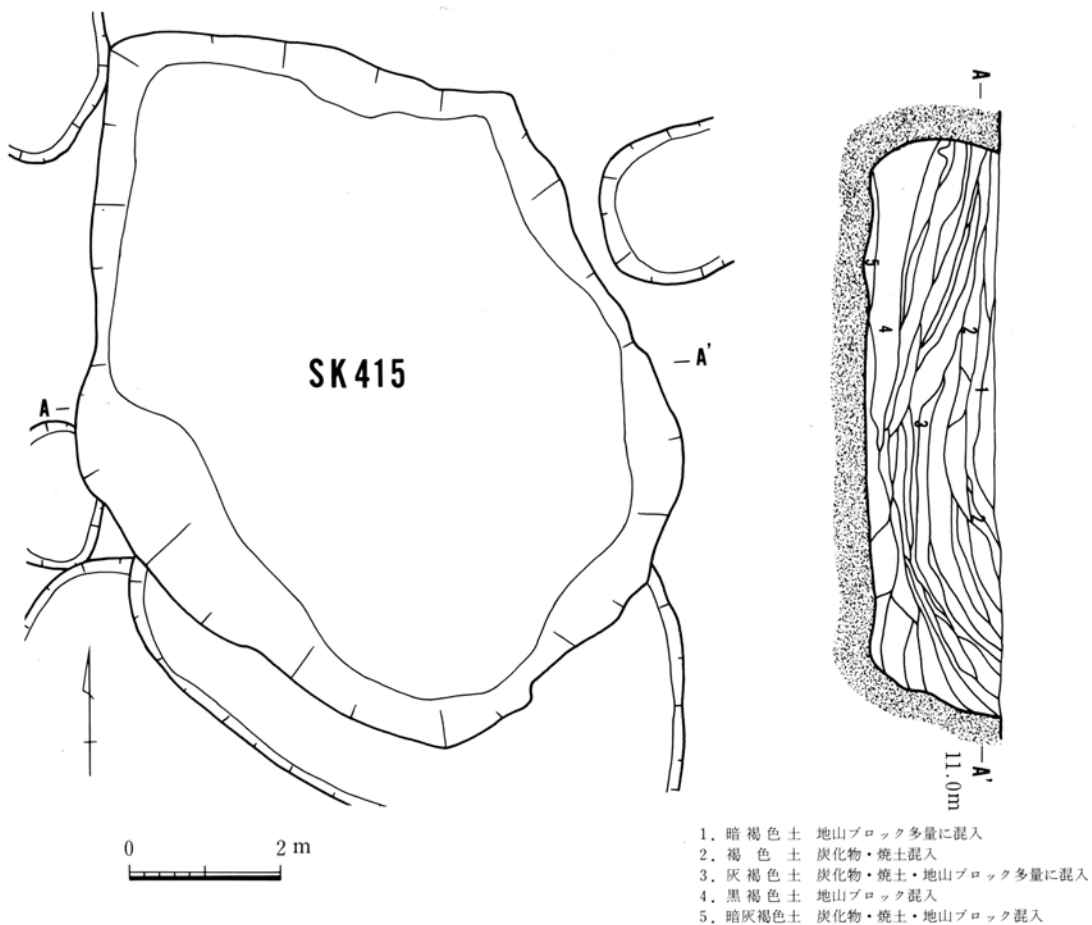 SK415
A
A'
A
5
4
2
1
3
2
A'
11.0m
0 2m
1. 暗褐色土 地山ブロック多量に混入
2. 褐色土 炭化物・焼土混入
3. 灰褐色土 炭化物・焼土・地山ブロック多量に混入
4. 黒褐色土 地山ブロック混入
5. 暗灰褐色土 炭化物・焼土・地山ブロック混入